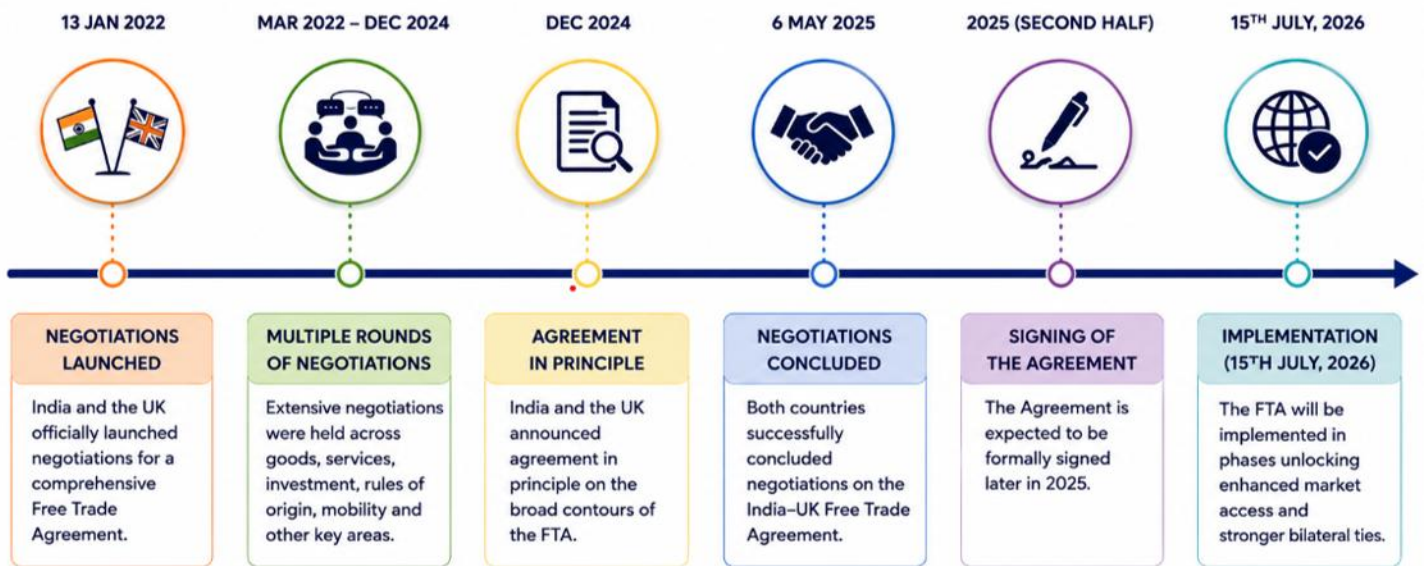 13 JAN 2022
MAR 2022 – DEC 2024
DEC 2024
6 MAY 2025
2025 (SECOND HALF)
15TH JULY, 2026
NEGOTIATIONS
LAUNCHED
India and the UK
officially launched
negotiations for a
comprehensive
Free Trade
Agreement.
MULTIPLE ROUNDS
OF NEGOTIATIONS
Extensive negotiations
were held across
goods, services,
investment, rules of
origin, mobility and
other key areas.
AGREEMENT
IN PRINCIPLE
India and the UK
announced
agreement in
principle on the
broad contours of
the FTA.
NEGOTIATIONS
CONCLUDED
Both countries
successfully
concluded
negotiations on the
India–UK Free Trade
Agreement.
SIGNING OF
THE AGREEMENT
The Agreement is
expected to be
formally signed
later in 2025.
IMPLEMENTATION
(15TH JULY, 2026)
The FTA will be
implemented in
phases unlocking
enhanced market
access and
stronger bilateral ties.